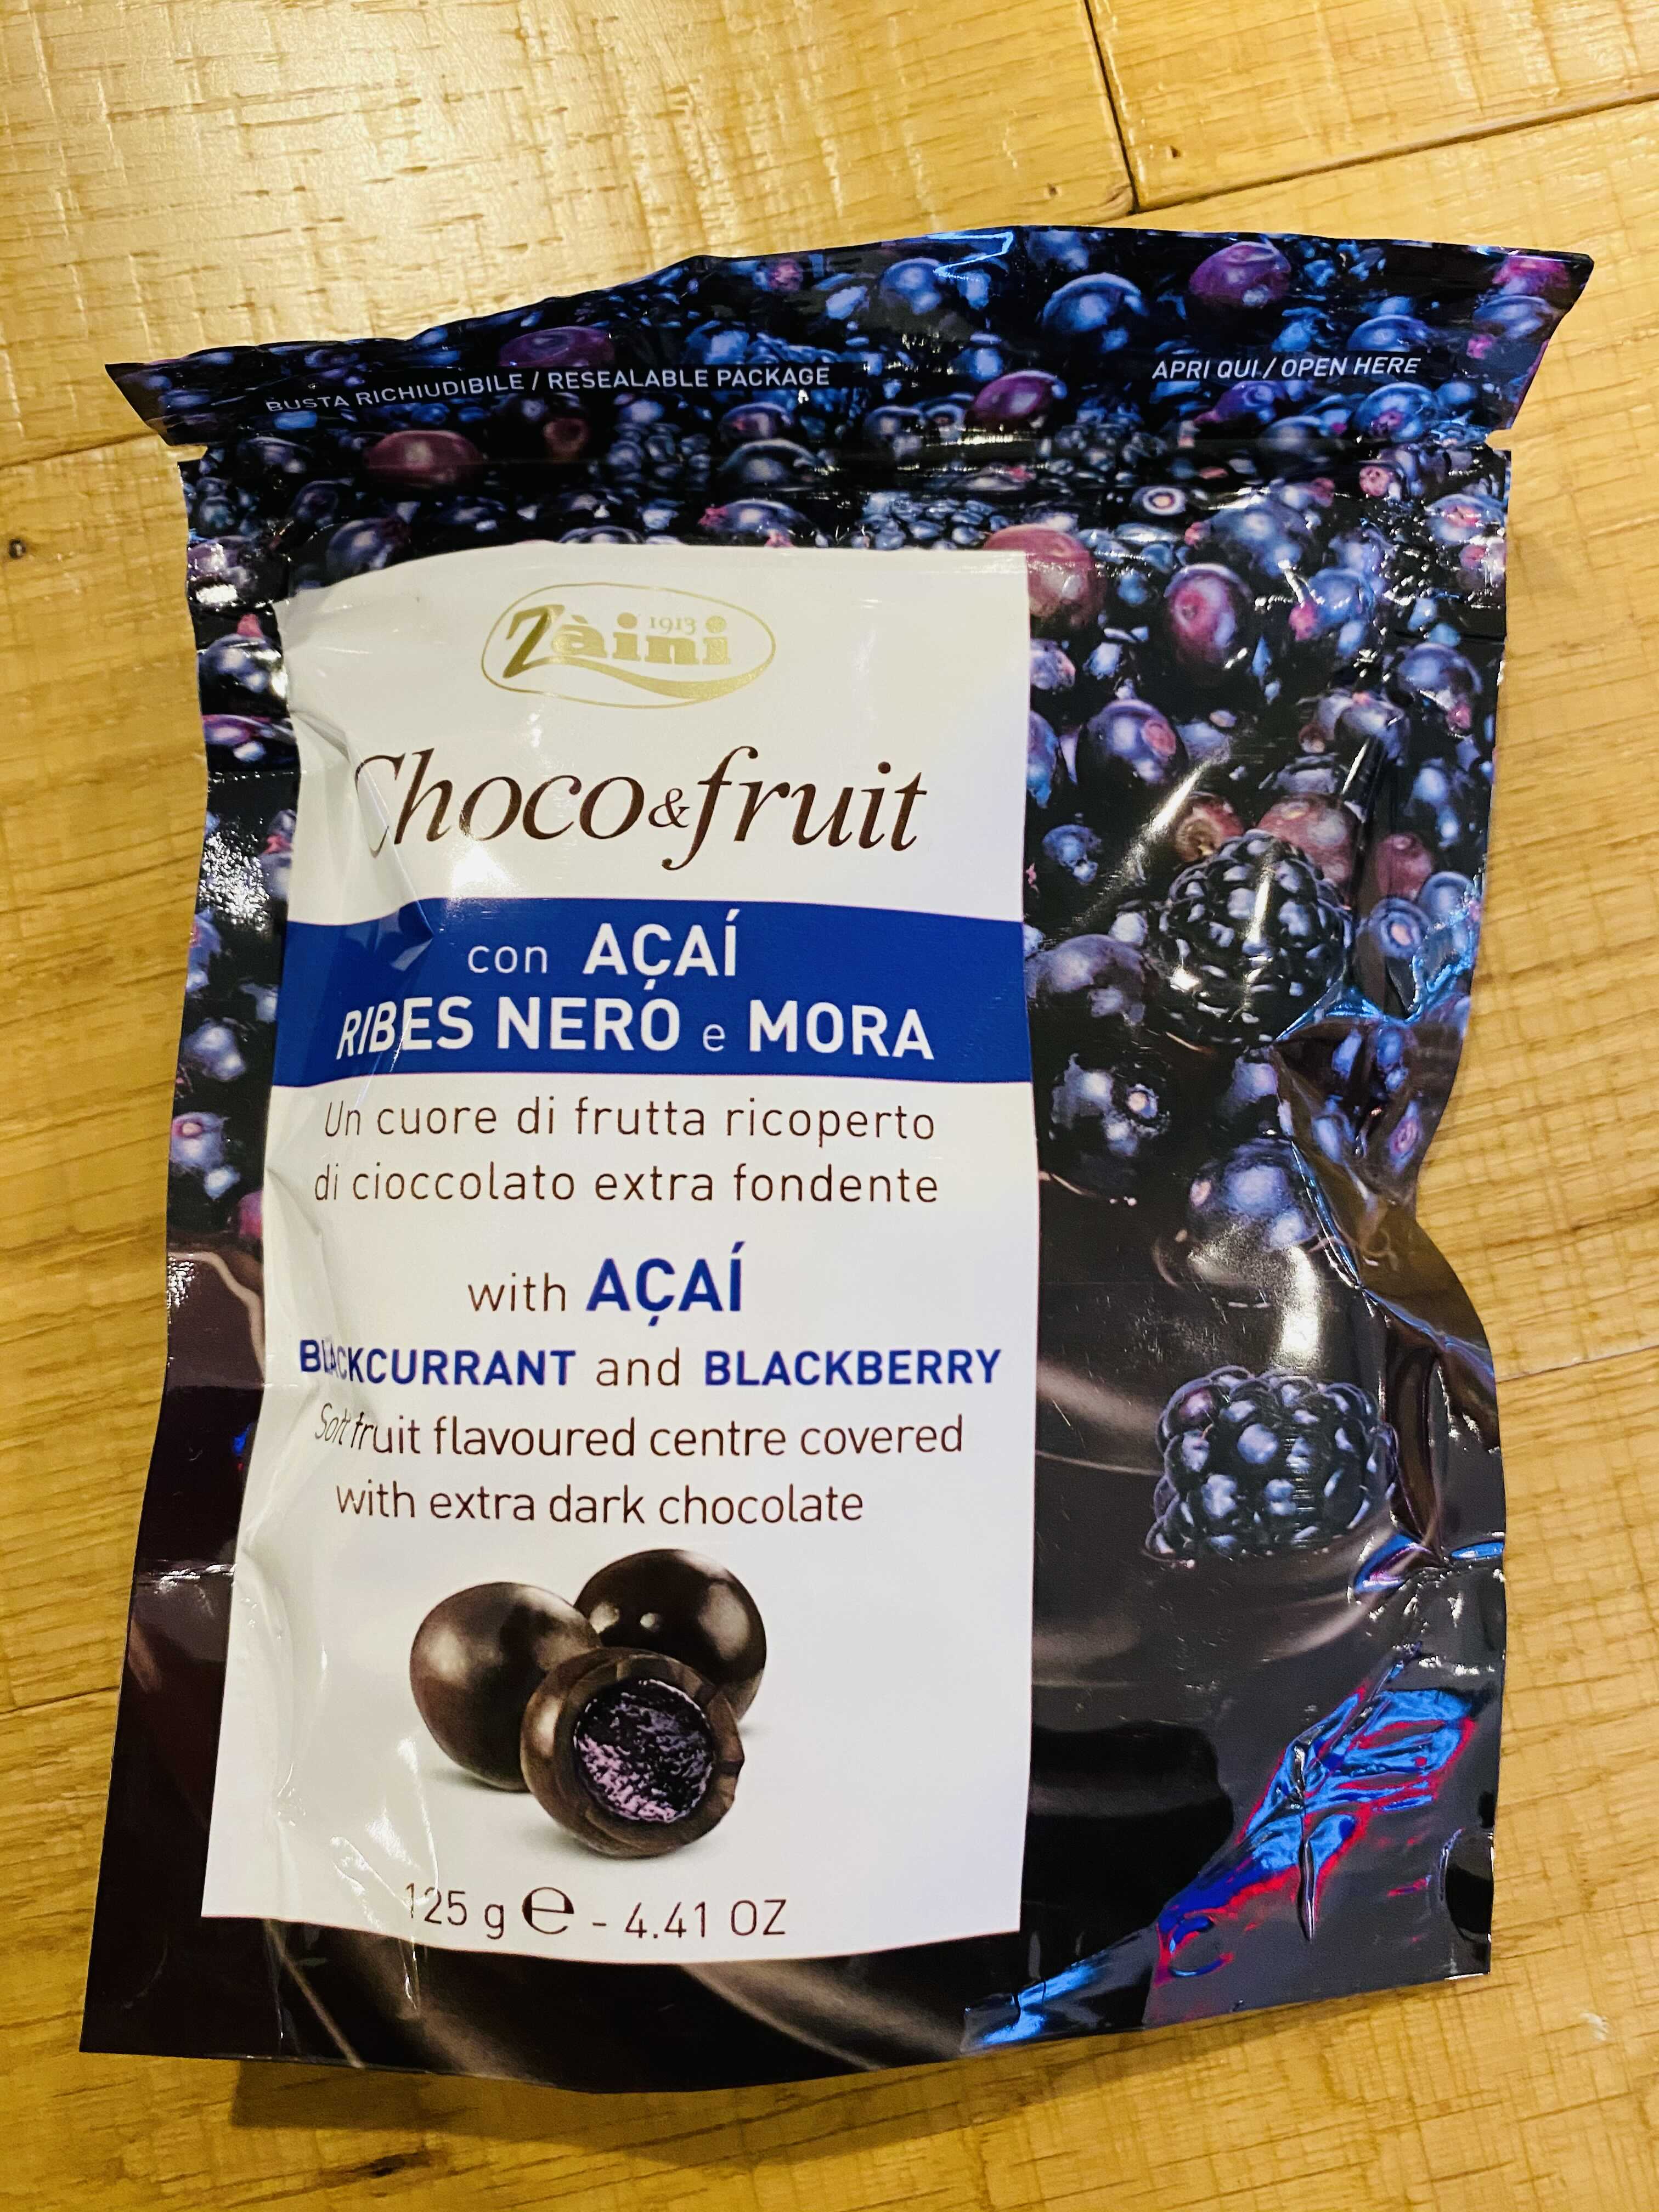 BUSTA RICHIUDIBILE / RESEALABLE PACKAGE
APRI QUI / OPEN HERE
1913
Zàini
Choco&fruit
con AÇAÍ
RIBES NERO e MORA
Un cuore di frutta ricoperto
di cioccolato extra fondente
with AÇAÍ
BLACKCURRANT and BLACKBERRY
Soft fruit flavoured centre covered
with extra dark chocolate
125 g e - 4.41 OZ